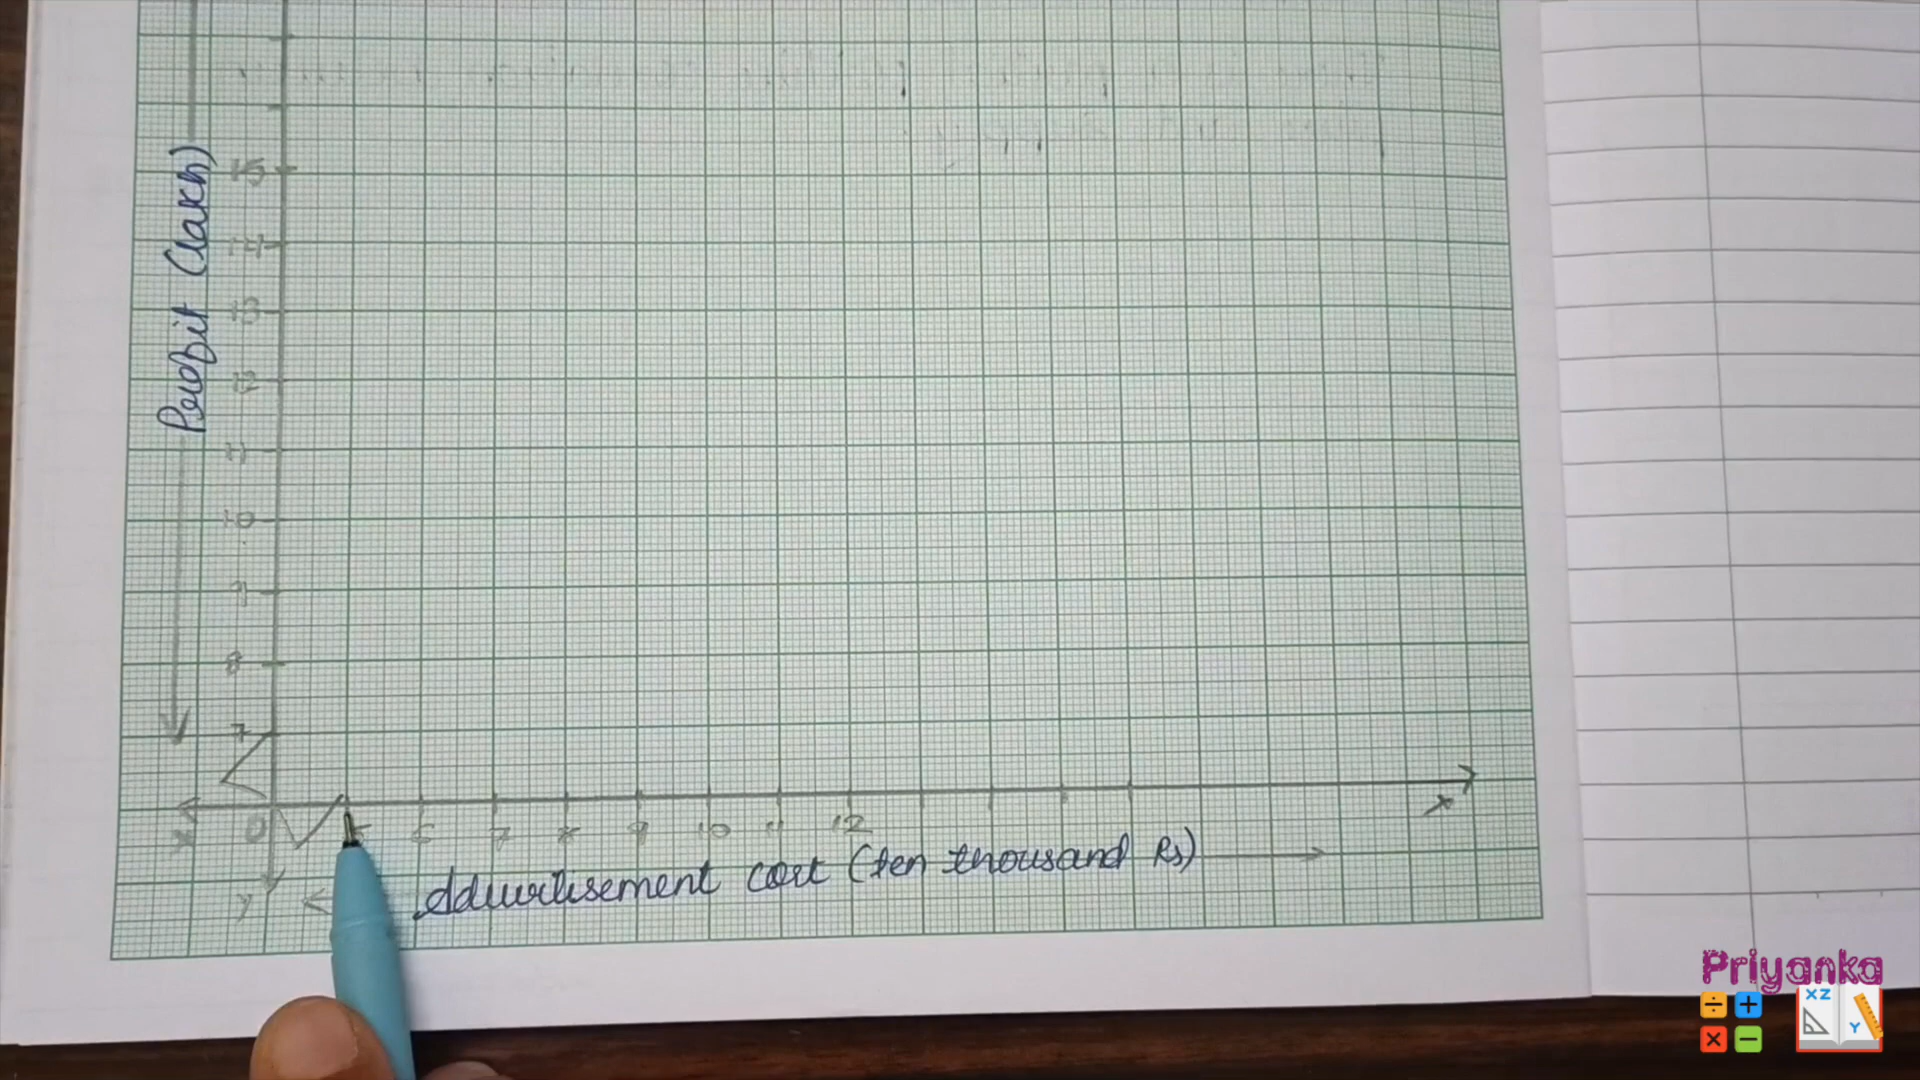 Profit (lakh)
15
14
13
12
11
10
9
8
7
X
0
5
6
7
8
9
10
11
12
x
Y
Advertisement cost (ten thousand Rs)
Priyanka
XZ
Y